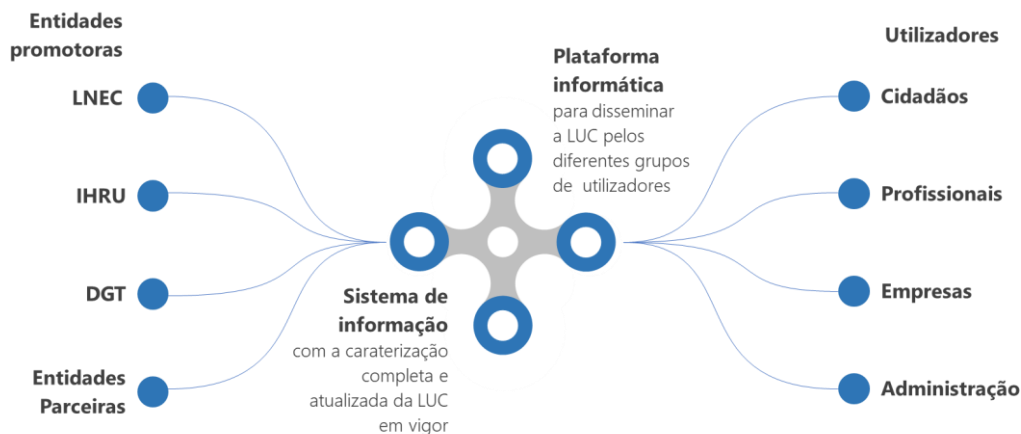 Entidades
promotoras
LNEC
IHRU
DGT
Entidades
Parceiras
Sistema de
informação
com a caraterização
completa e
atualizada da LUC
em vigor
Plataforma
informática
para disseminar
a LUC pelos
diferentes grupos
de utilizadores
Utilizadores
Cidadãos
Profissionais
Empresas
Administração